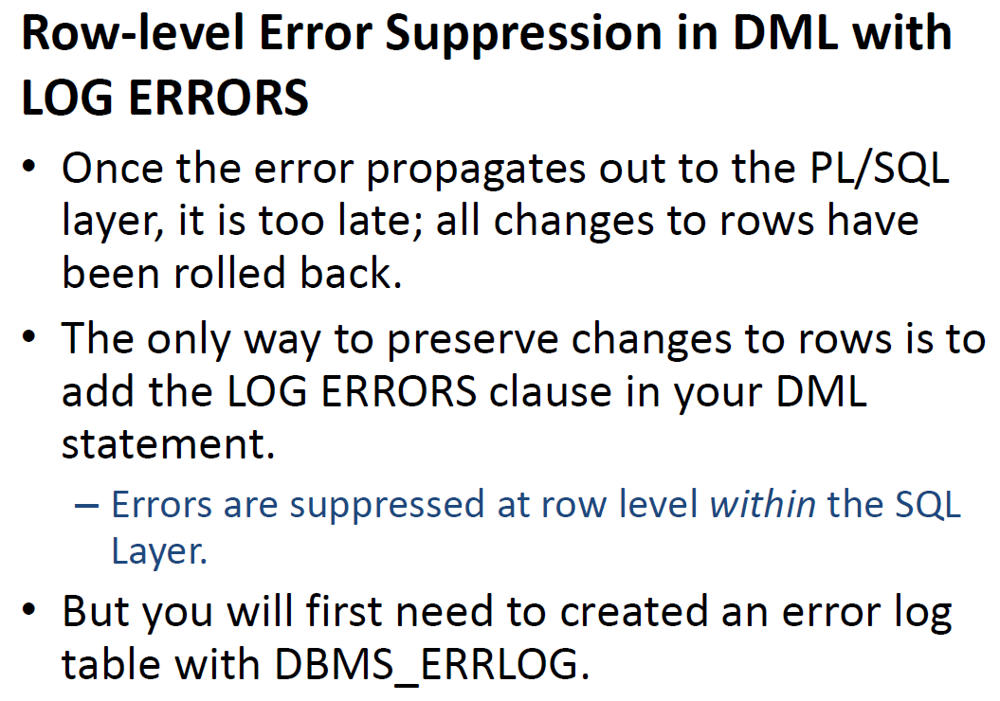 Row-level Error Suppression in DML with
LOG ERRORS
• Once the error propagates out to the PL/SQL
layer, it is too late; all changes to rows have
been rolled back.
• The only way to preserve changes to rows is to
add the LOG ERRORS clause in your DML
statement.
– Errors are suppressed at row level within the SQL
Layer.
• But you will first need to created an error log
table with DBMS_ERRLOG.